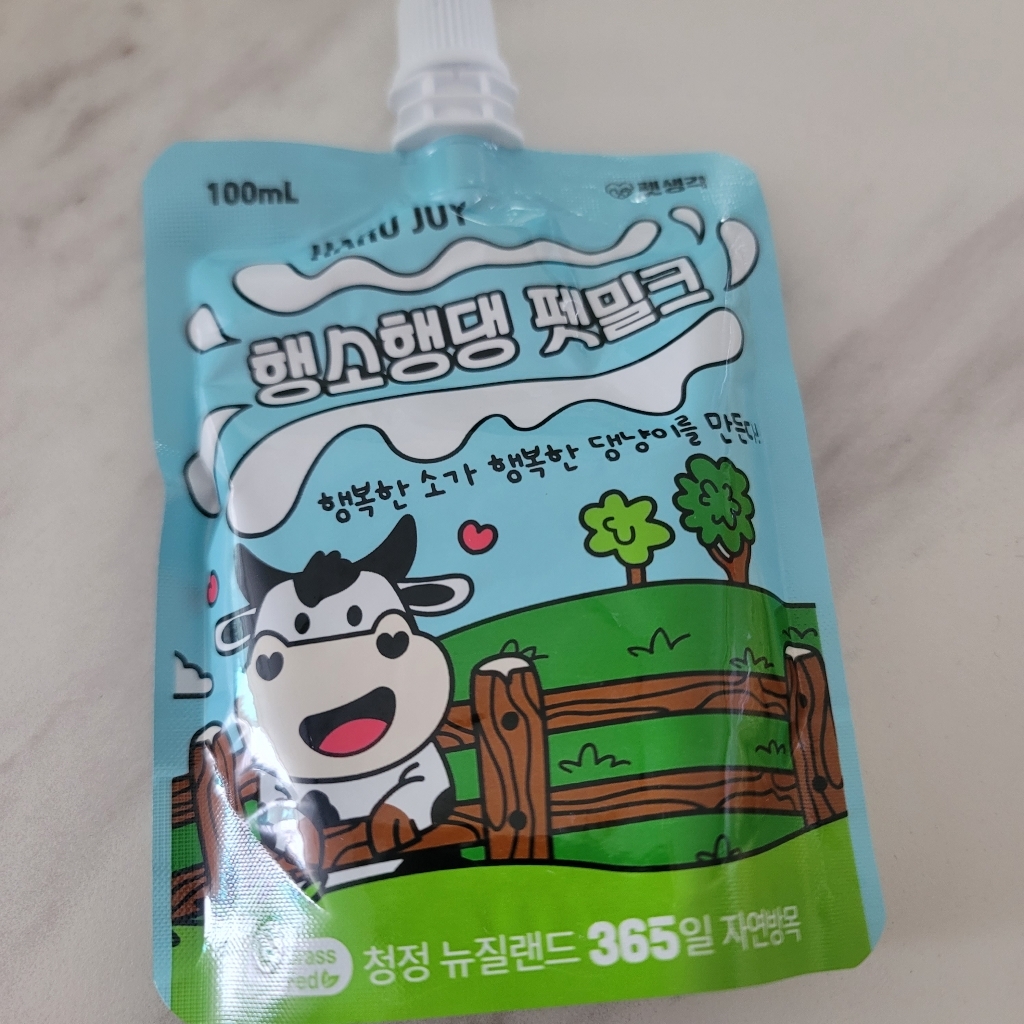 100mL
펫생각
JOY
행소행댕 펫밀크
행복한 소가 행복한 댕냥이를 만든다!
청정 뉴질랜드 365일 자연방목